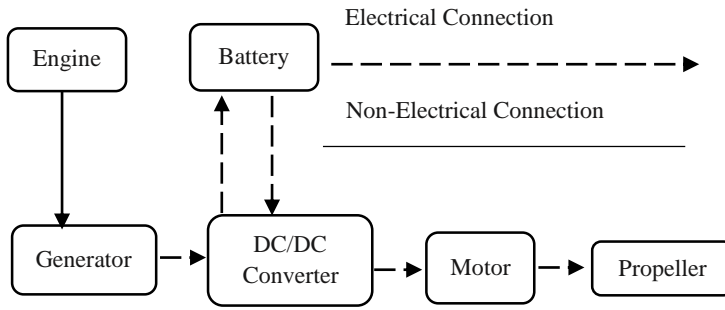 Electrical Connection
Engine
Battery
Non-Electrical Connection
Generator
DC/DC
Converter
Motor
Propeller